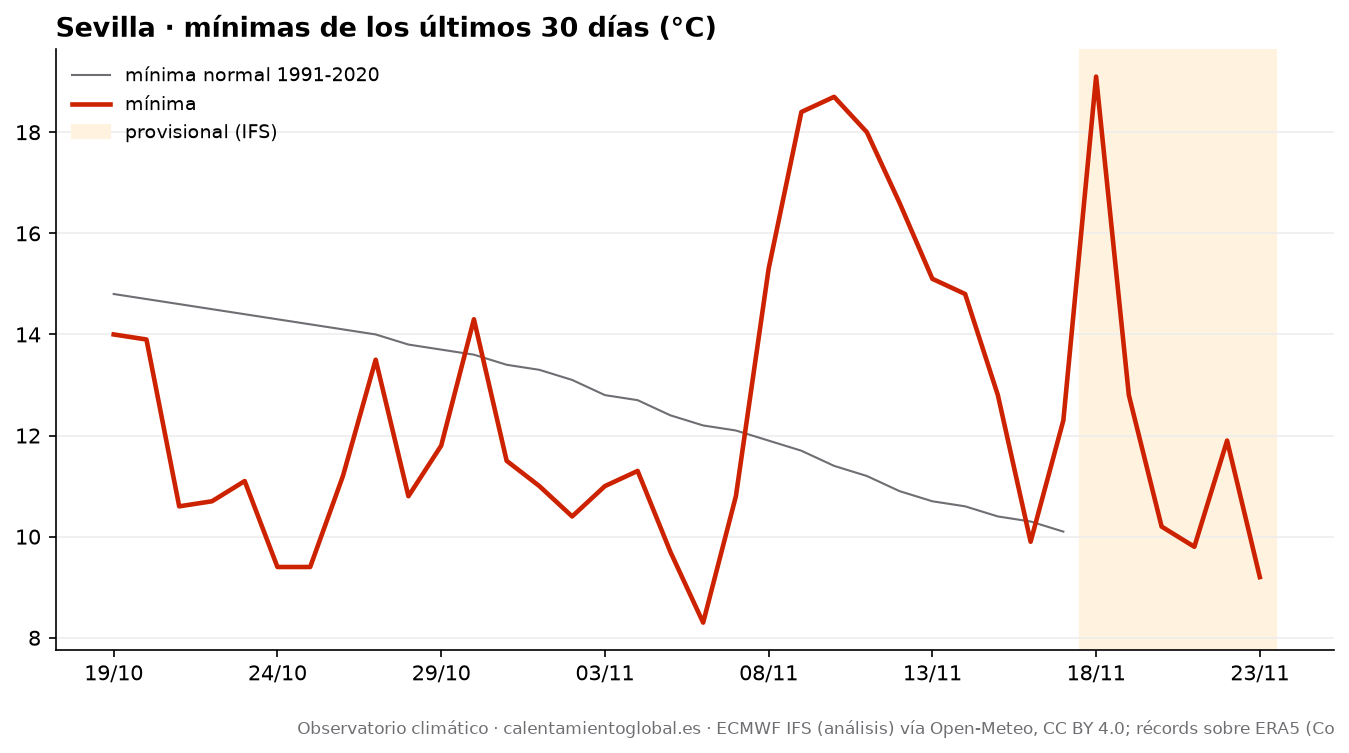 Sevilla · mínimas de los últimos 30 días (°C)
mínima normal 1991-2020
mínima
provisional (IFS)
18
16
14
12
10
8
19/10 24/10 29/10 03/11 08/11 13/11 18/11 23/11
Observatorio climático · calentamientoglobal.es · ECMWF IFS (análisis) vía Open-Meteo, CC BY 4.0; récords sobre ERA5 (Co